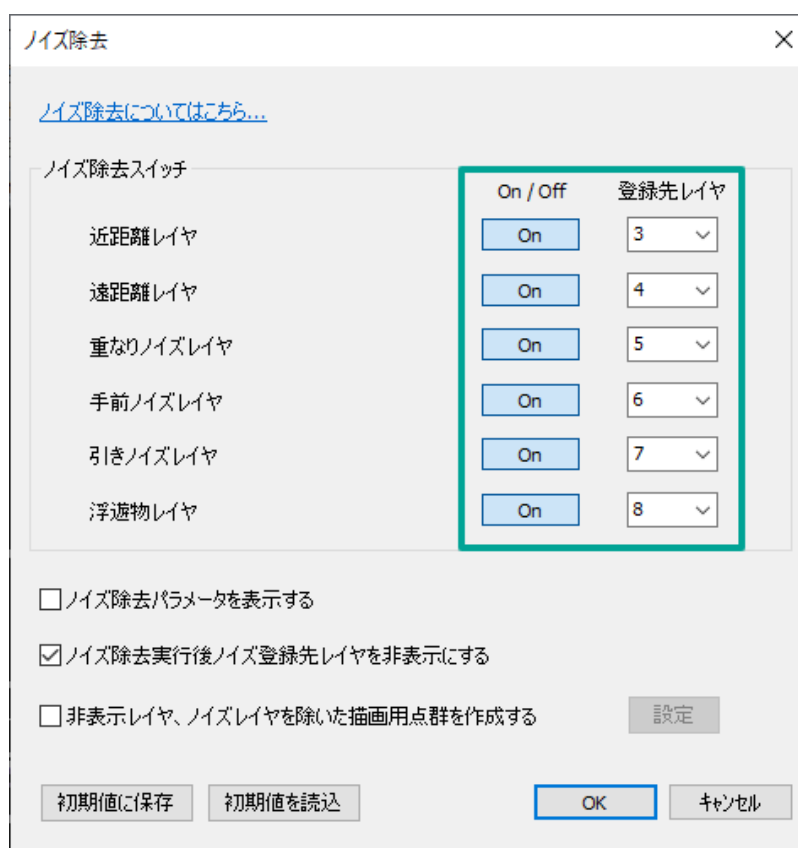 ノイズ除去
ノイズ除去についてはこちら...
ノイズ除去スイッチ
On / Off 登録先レイヤ
近距離レイヤ On 3
遠距離レイヤ On 4
重なりノイズレイヤ On 5
手前ノイズレイヤ On 6
引きノイズレイヤ On 7
浮遊物レイヤ On 8
ノイズ除去パラメータを表示する
ノイズ除去実行後ノイズ登録先レイヤを非表示にする
非表示レイヤ、ノイズレイヤを除いた描画用点群を作成する 設定
初期値に保存 初期値を読込 OK キャンセル